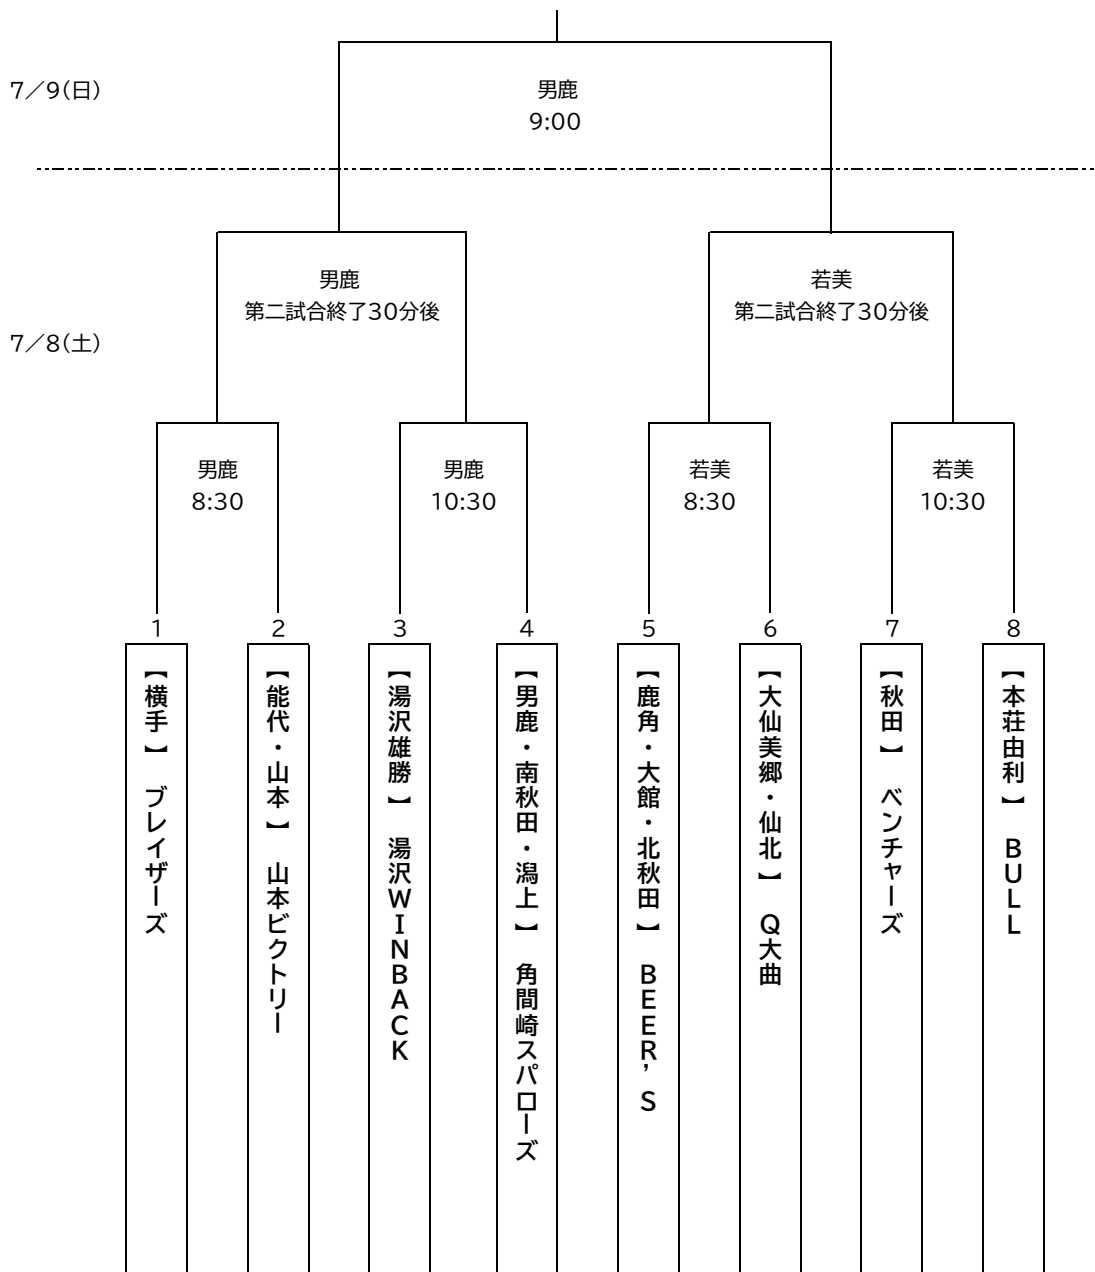 7／9(日)
男鹿
9:00
男鹿
第二試合終了30分後
若美
第二試合終了30分後
7／8(土)
男鹿
8:30
男鹿
10:30
若美
8:30
若美
10:30
1
2
3
4
5
6
7
8
【横手】　ブレイザーズ
【能代・山本】　山本ビクトリー
【湯沢雄勝】　湯沢ＷＩＮＢＡＣＫ
【男鹿・南秋田・潟上】　角間崎スパローズ
【鹿角・大館・北秋田】　ＢＥＥＲ’Ｓ
【大仙美郷・仙北】　Ｑ大曲
【秋田】　ベンチャーズ
【本荘由利】　ＢＵＬＬ